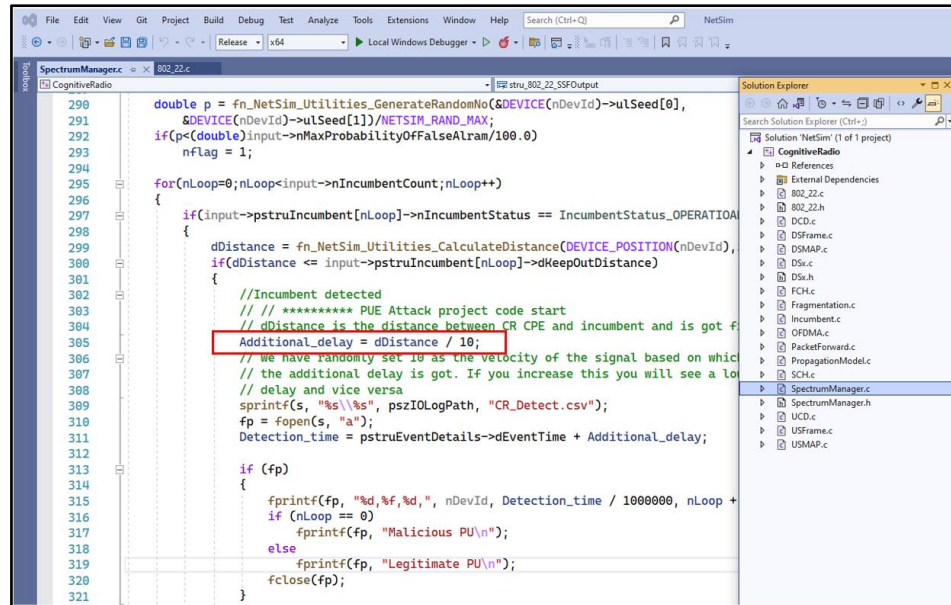 File Edit View Git Project Build Debug Test Analyze Tools Extensions Window Help Search (Ctrl+Q) NetSim
Release x64 Local Windows Debugger
Toolbox
SpectrumManager.c 802_22.c
CognitiveRadio stru_802_22_SSFOutput
290 double p = fn_NetSim_Utilities_GenerateRandomNo(&DEVICE(nDevId)->ulSeed[0],
291 &DEVICE(nDevId)->ulSeed[1])/NETSIM_RAND_MAX;
292 if(p<(double)input->nMaxProbabilityOfFalseAlram/100.0)
293 nflag = 1;
294
295 for(nLoop=0;nLoop<input->nIncumbentCount;nLoop++)
296 {
297 if(input->pstruIncumbent[nLoop]->nIncumbentStatus == IncumbentStatus_OPERATIOA
298 {
299 dDistance = fn_NetSim_Utilities_CalculateDistance(DEVICE_POSITION(nDevId),
300 if(dDistance <= input->pstruIncumbent[nLoop]->dKeepOutDistance)
301 {
302 //Incumbent detected
303 // // ********** PUE Attack project code start
304 // dDistance is the distance between CR CPE and incumbent and is got f
305 Additional_delay = dDistance / 10;
306 // We have randomly set 10 as the velocity of the signal based on whic
307 // the additional delay is got. If you increase this you will see a lo
308 // delay and vice versa
309 sprintf(s, "%s\\%s", pszIOLogPath, "CR_Detect.csv");
310 fp = fopen(s, "a");
311 Detection_time = pstruEventDetails->dEventTime + Additional_delay;
312
313 if (fp)
314 {
315 fprintf(fp, "%d,%f,%d,", nDevId, Detection_time / 1000000, nLoop +
316 if (nLoop == 0)
317 fprintf(fp, "Malicious PU\n");
318 else
319 fprintf(fp, "Legitimate PU\n");
320 fclose(fp);
321 }
Solution Explorer
Search Solution Explorer (Ctrl+;)
Solution 'NetSim' (1 of 1 project)
CognitiveRadio
References
External Dependencies
802_22.c
802_22.h
DCD.c
DSFrame.c
DSMAP.c
DSx.c
DSx.h
FCH.c
Fragmentation.c
Incumbent.c
OFDMA.c
PacketForward.c
PropagationModel.c
SCH.c
SpectrumManager.c
SpectrumManager.h
UCD.c
USFrame.c
USMAP.c